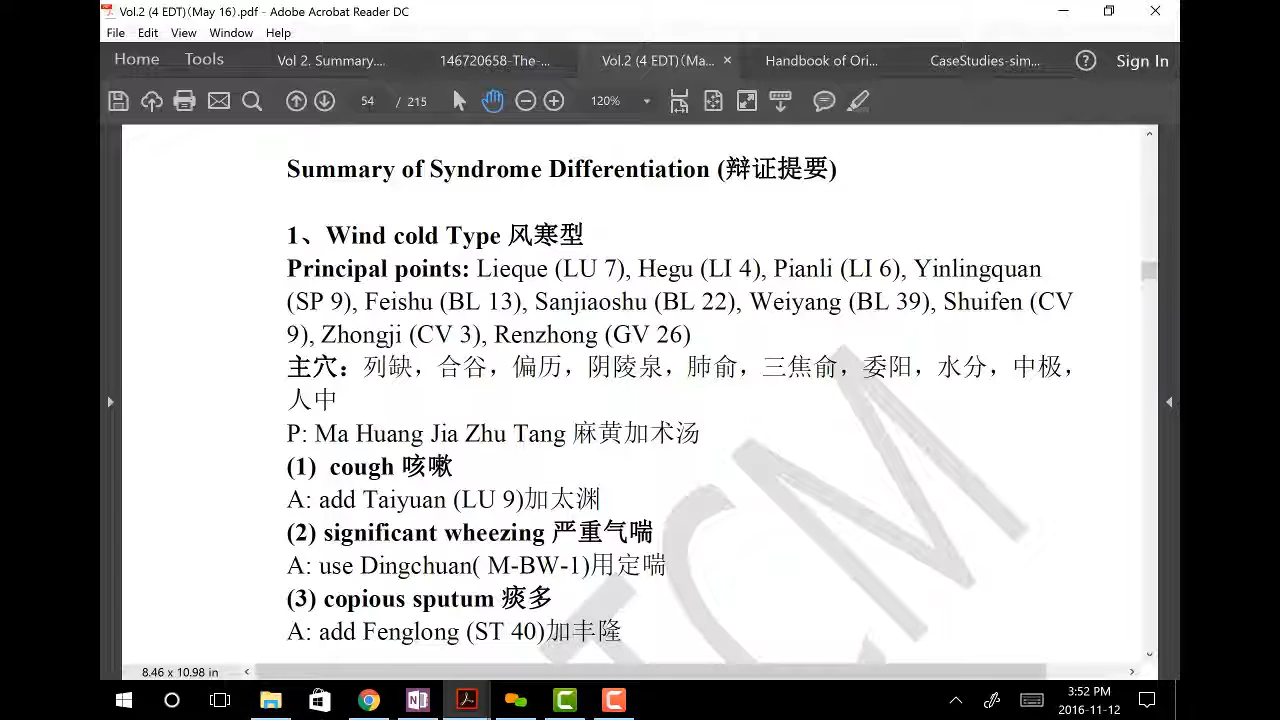 Vol.2 (4 EDT)(May 16).pdf - Adobe Acrobat Reader DC
File Edit View Window Help
Home Tools Vol 2. Summary.... 146720658-The-... Vol.2 (4 EDT)(Ma... × Handbook of Ori... CaseStudies-sim... ? Sign In
54 / 215 120%
Summary of Syndrome Differentiation (辩证提要)
1、Wind cold Type 风寒型
Principal points: Lieque (LU 7), Hegu (LI 4), Pianli (LI 6), Yinlingquan
(SP 9), Feishu (BL 13), Sanjiaoshu (BL 22), Weiyang (BL 39), Shuifen (CV
9), Zhongji (CV 3), Renzhong (GV 26)
主穴：列缺，合谷，偏历，阴陵泉，肺俞，三焦俞，委阳，水分，中极，
人中
P: Ma Huang Jia Zhu Tang 麻黄加术汤
(1) cough 咳嗽
A: add Taiyuan (LU 9)加太渊
(2) significant wheezing 严重气喘
A: use Dingchuan( M-BW-1)用定喘
(3) copious sputum 痰多
A: add Fenglong (ST 40)加丰隆
TCM
8.46 x 10.98 in
3:52 PM
2016-11-12